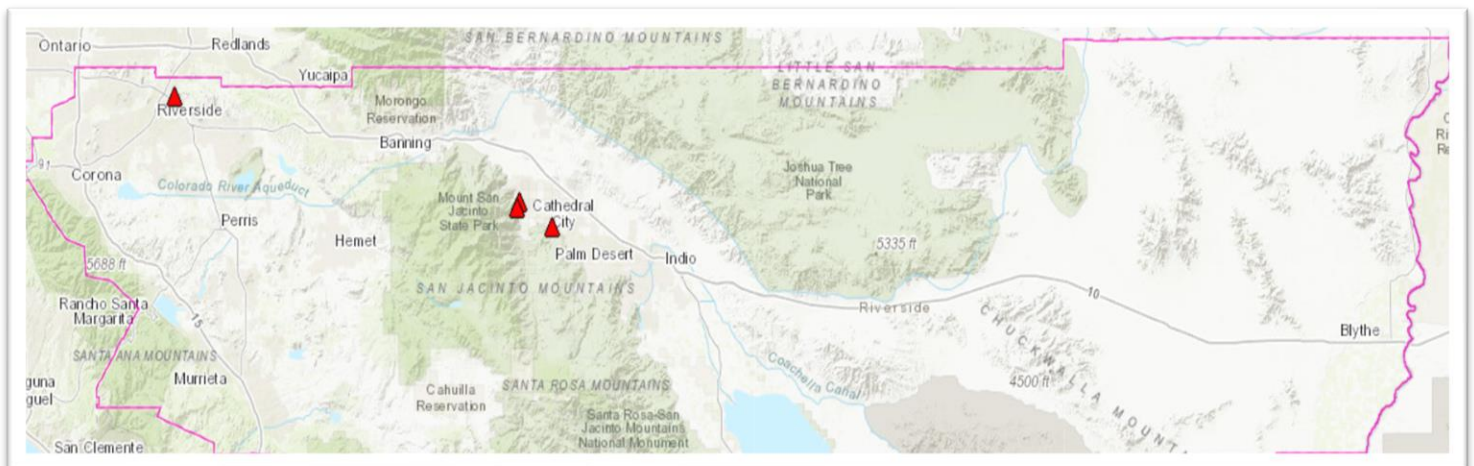 Ontario
Redlands
SAN BERNARDINO MOUNTAINS
Yucaipa
LITTLE SAN
BERNARDINO
MOUNTAINS
Riverside
Morongo
Reservation
Banning
91
Corona
Colorado River Aqueduct
Joshua Tree
National
Park
Mount San
Jacinto
State Park
Cathedral
City
Perris
Hemet
5335 ft
Palm Desert
Indio
5688 ft
SAN JACINTO MOUNTAINS
Rancho Santa
Margarita
15
Riverside
10
CHUCKWALLA MOUNT
Blythe
SANTA ANA MOUNTAINS
Murrieta
guna
guel
Cahuilla
Reservation
SANTA ROSA MOUNTAINS
Coachella Canal
4500 ft
Santa Rosa-San
Jacinto Mountains
National Monument
San Clemente